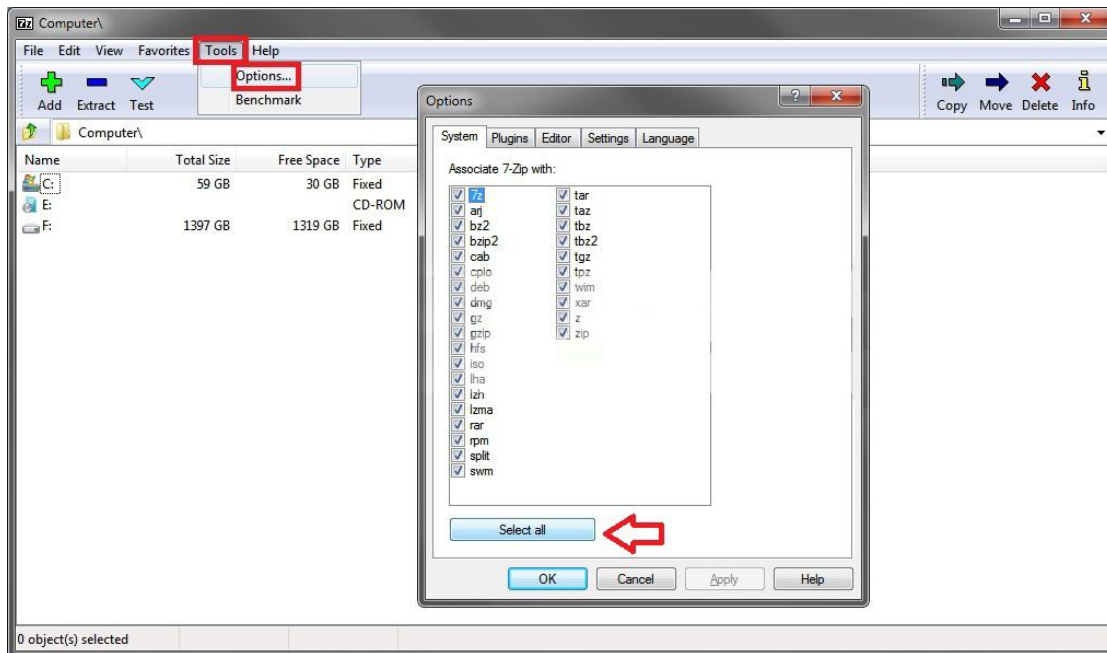 7z Computer\
File Edit View Favorites Tools Help
Options...
Benchmark
Add Extract Test
Copy Move Delete Info
Computer\
Name Total Size Free Space Type
C: 59 GB 30 GB Fixed
E: CD-ROM
F: 1397 GB 1319 GB Fixed
0 object(s) selected
Options
System Plugins Editor Settings Language
Associate 7-Zip with:
7z
arj
bz2
bzip2
cab
cpio
deb
dmg
gz
gzip
hfs
iso
lha
lzh
lzma
rar
rpm
split
swm
tar
taz
tbz
tbz2
tgz
tpz
wim
xar
z
zip
Select all
OK Cancel Apply Help